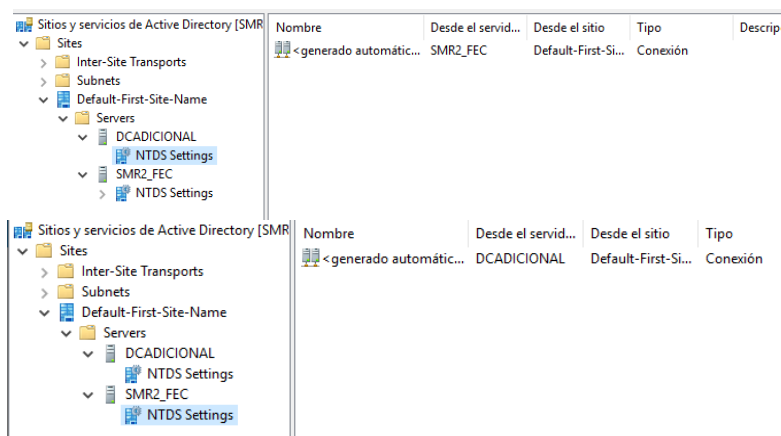 Sitios y servicios de Active Directory [SMR
Nombre Desde el servid... Desde el sitio Tipo Descrip
Sites
<generado automátic... SMR2_FEC Default-First-Si... Conexión
Inter-Site Transports
Subnets
Default-First-Site-Name
Servers
DCADICIONAL
NTDS Settings
SMR2_FEC
NTDS Settings
Sitios y servicios de Active Directory [SMR
Nombre Desde el servid... Desde el sitio Tipo
Sites
<generado automátic... DCADICIONAL Default-First-Si... Conexión
Inter-Site Transports
Subnets
Default-First-Site-Name
Servers
DCADICIONAL
NTDS Settings
SMR2_FEC
NTDS Settings